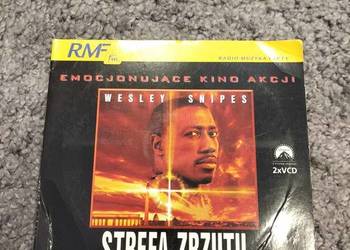 RMF fm
RADIO MUZYKA FAKTY
EMOCJONUJĄCE KINO AKCJI
WESLEY SNIPES
2xVCD
STREFA ZRZUTU